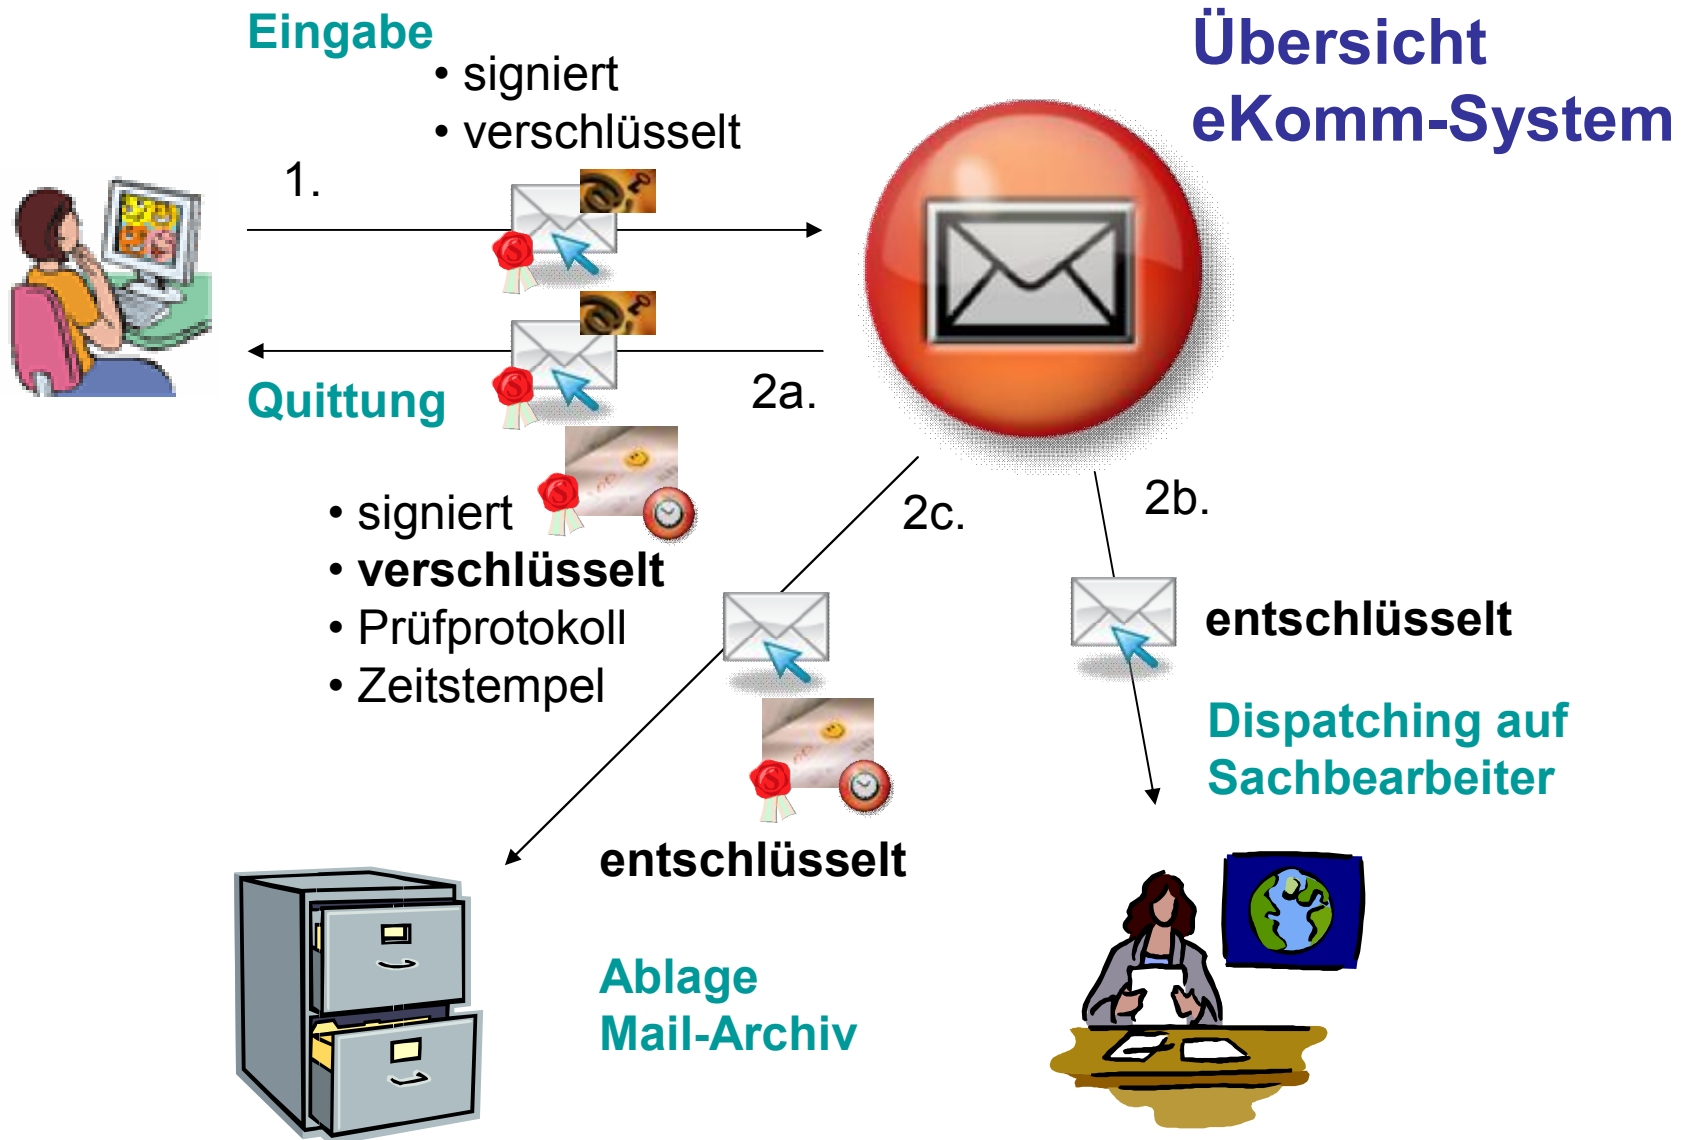 Übersicht
eKomm-System
Eingabe
• signiert
• verschlüsselt
1.
2a.
Quittung
• signiert
• verschlüsselt
• Prüfprotokoll
• Zeitstempel
2c.
2b.
entschlüsselt
Dispatching auf
Sachbearbeiter
entschlüsselt
Ablage
Mail-Archiv